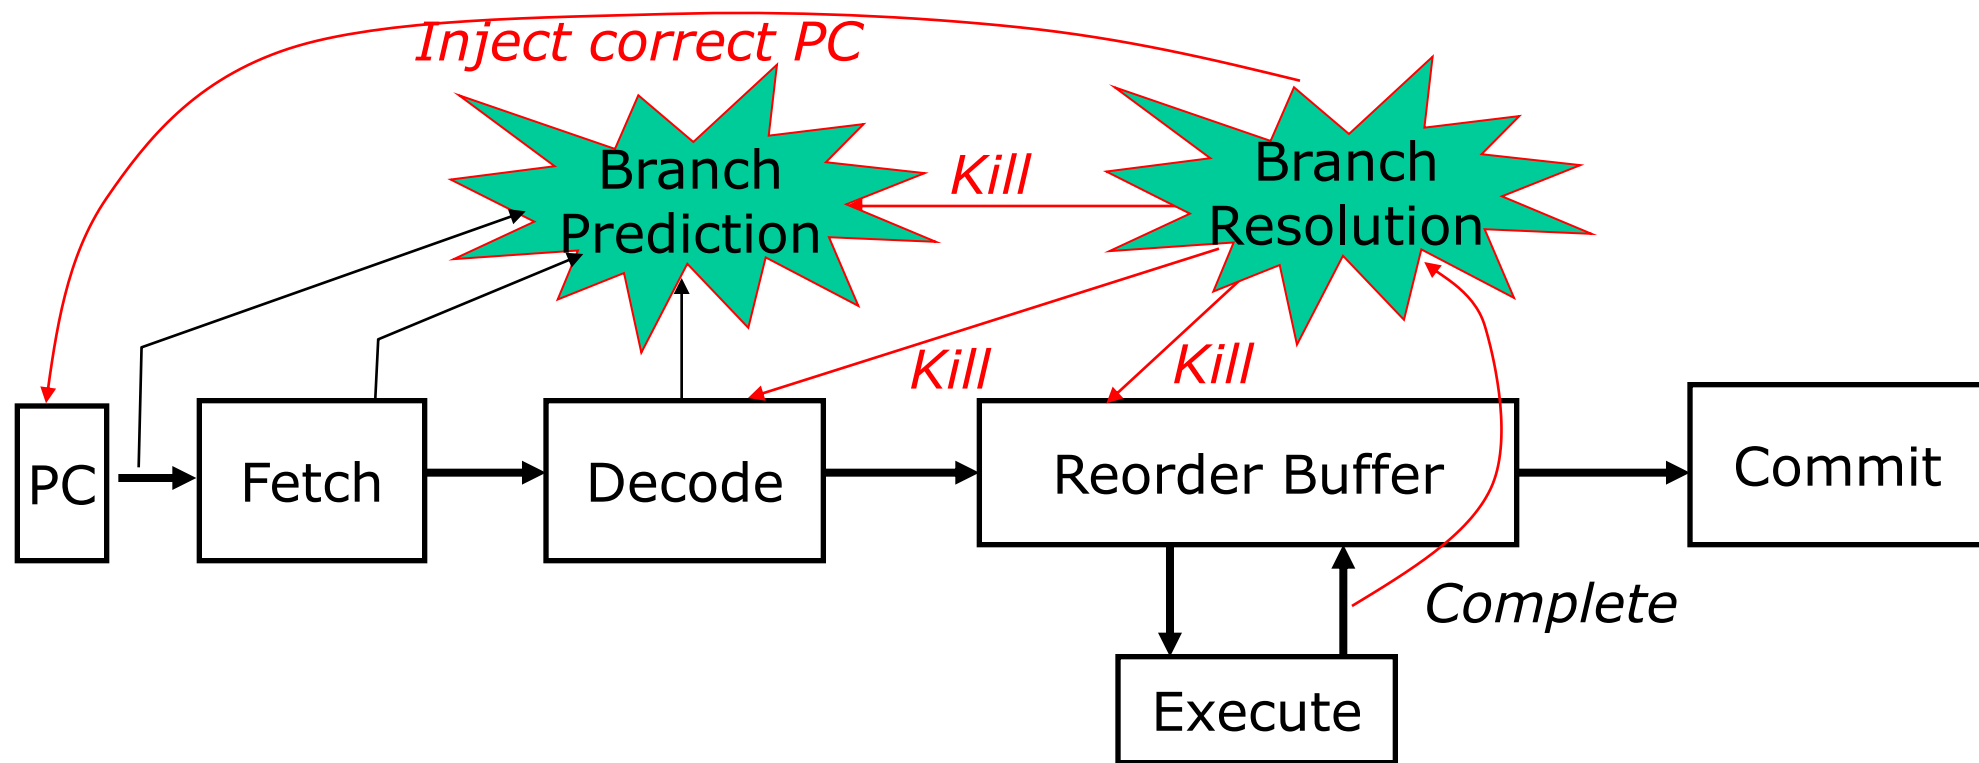 Inject correct PC
Branch
Prediction
Kill
Branch
Resolution
Kill
Kill
PC
Fetch
Decode
Reorder Buffer
Commit
Complete
Execute